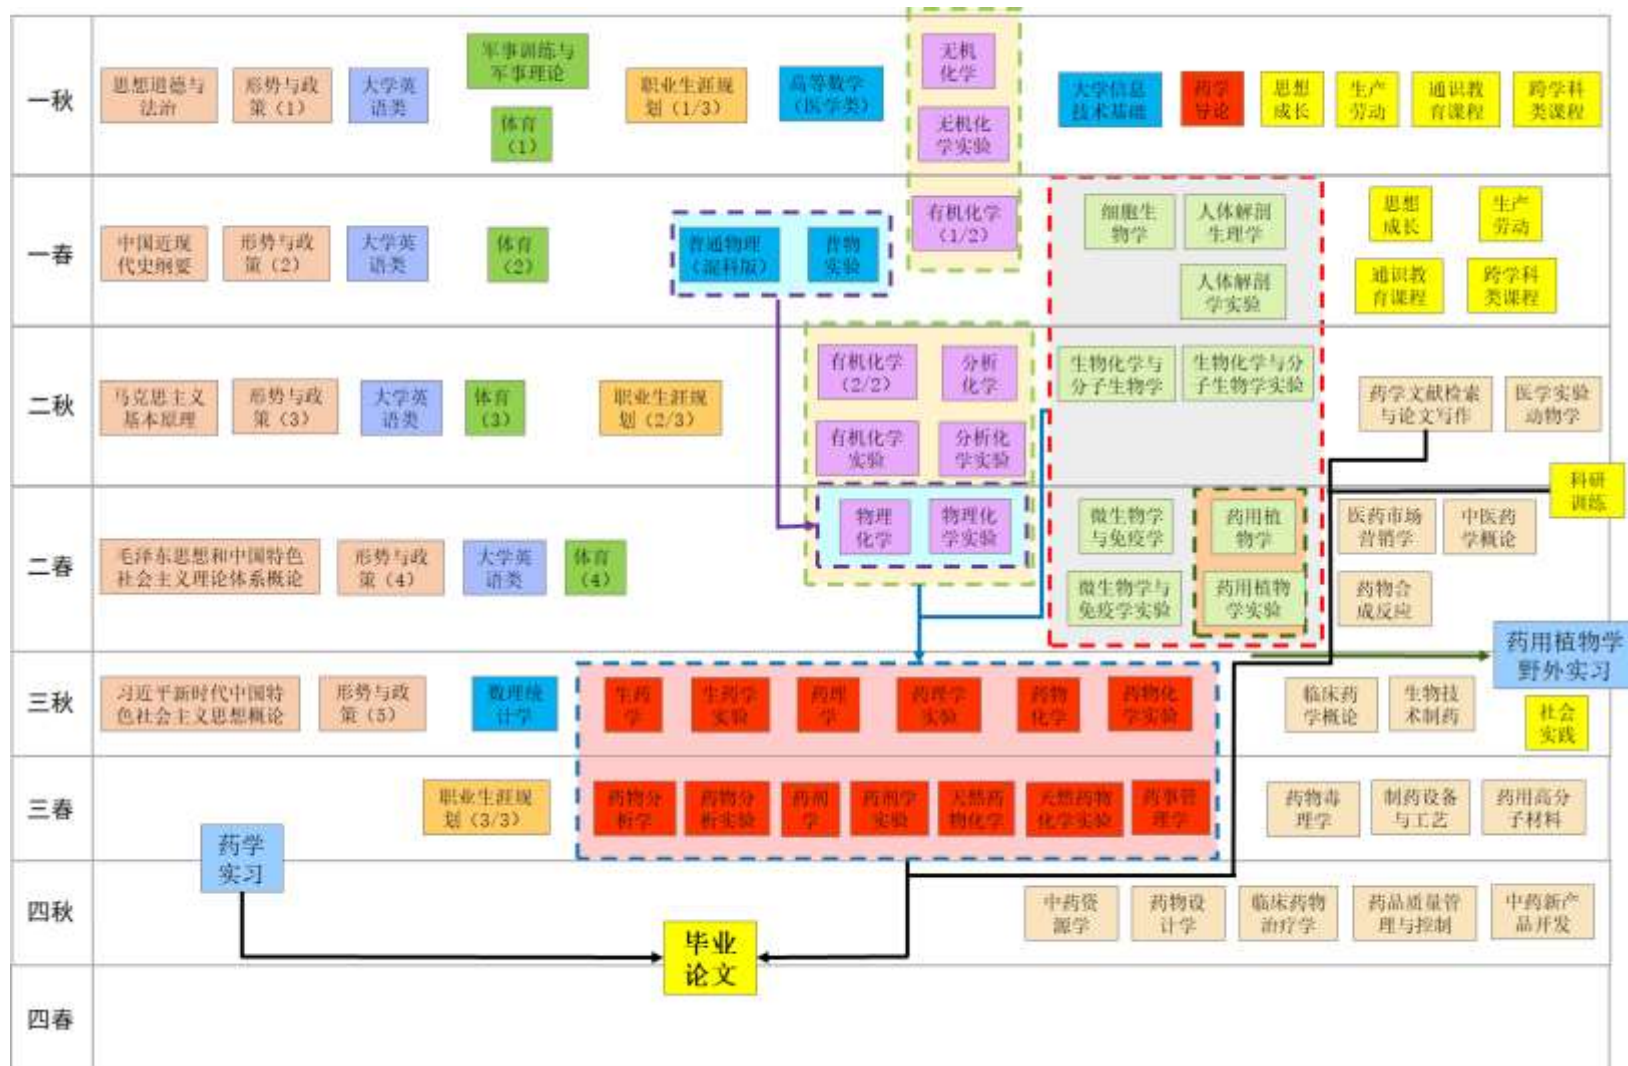 一秋
思想道德与
法治
形势与政
策（1）
大学英
语类
军事训练与
军事理论
体育
（1）
职业生涯规
划（1/3）
高等数学
（医学类）
无机
化学
无机化
学实验
大学信息
技术基础
药学
导论
思想
成长
生产
劳动
通识教
育课程
跨学科
类课程
一春
中国近现
代史纲要
形势与政
策（2）
大学英
语类
体育
（2）
普通物理
（混科版）
普物
实验
有机化学
（1/2）
细胞生
物学
人体解剖
生理学
人体解剖
学实验
思想
成长
生产
劳动
通识教
育课程
跨学科
类课程
二秋
马克思主义
基本原理
形势与政
策（3）
大学英
语类
体育
（3）
职业生涯规
划（2/3）
有机化学
（2/2）
分析
化学
有机化学
实验
分析化
学实验
生物化学与
分子生物学
生物化学与分
子生物学实验
药学文献检索
与论文写作
医学实验
动物学
科研
训练
二春
毛泽东思想和中国特色
社会主义理论体系概论
形势与政
策（4）
大学英
语类
体育
（4）
物理
化学
物理化
学实验
微生物学
与免疫学
药用植
物学
微生物学与
免疫学实验
药用植物
学实验
医药市场
营销学
中医药
学概论
药物合
成反应
药用植物学
野外实习
三秋
习近平新时代中国特
色社会主义思想概论
形势与政
策（5）
数理统
计学
生药
学
生药学
实验
药理
学
药理学
实验
药物
化学
药物化
学实验
临床药
学概论
生物技
术制药
社会
实践
三春
职业生涯规
划（3/3）
药物分
析学
药物分
析实验
药剂
学
药剂学
实验
天然药
物化学
天然药物
化学实验
药事管
理学
药物毒
理学
制药设备
与工艺
药用高分
子材料
药学
实习
四秋
毕业
论文
中药资
源学
药物设
计学
临床药物
治疗学
药品质量管
理与控制
中药新产
品开发
四春